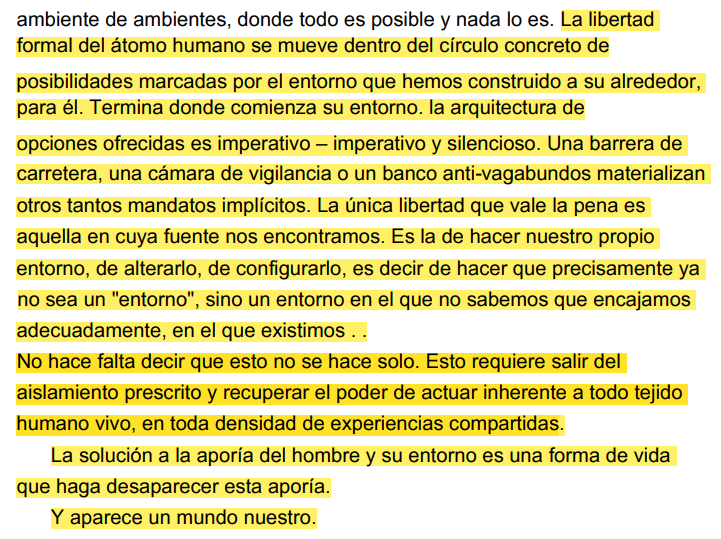 ambiente de ambientes, donde todo es posible y nada lo es. La libertad
formal del átomo humano se mueve dentro del círculo concreto de
posibilidades marcadas por el entorno que hemos construido a su alrededor,
para él. Termina donde comienza su entorno. la arquitectura de
opciones ofrecidas es imperativo – imperativo y silencioso. Una barrera de
carretera, una cámara de vigilancia o un banco anti-vagabundos materializan
otros tantos mandatos implícitos. La única libertad que vale la pena es
aquella en cuya fuente nos encontramos. Es la de hacer nuestro propio
entorno, de alterarlo, de configurarlo, es decir de hacer que precisamente ya
no sea un "entorno", sino un entorno en el que no sabemos que encajamos
adecuadamente, en el que existimos . .
No hace falta decir que esto no se hace solo. Esto requiere salir del
aislamiento prescrito y recuperar el poder de actuar inherente a todo tejido
humano vivo, en toda densidad de experiencias compartidas.
La solución a la aporía del hombre y su entorno es una forma de vida
que haga desaparecer esta aporía.
Y aparece un mundo nuestro.